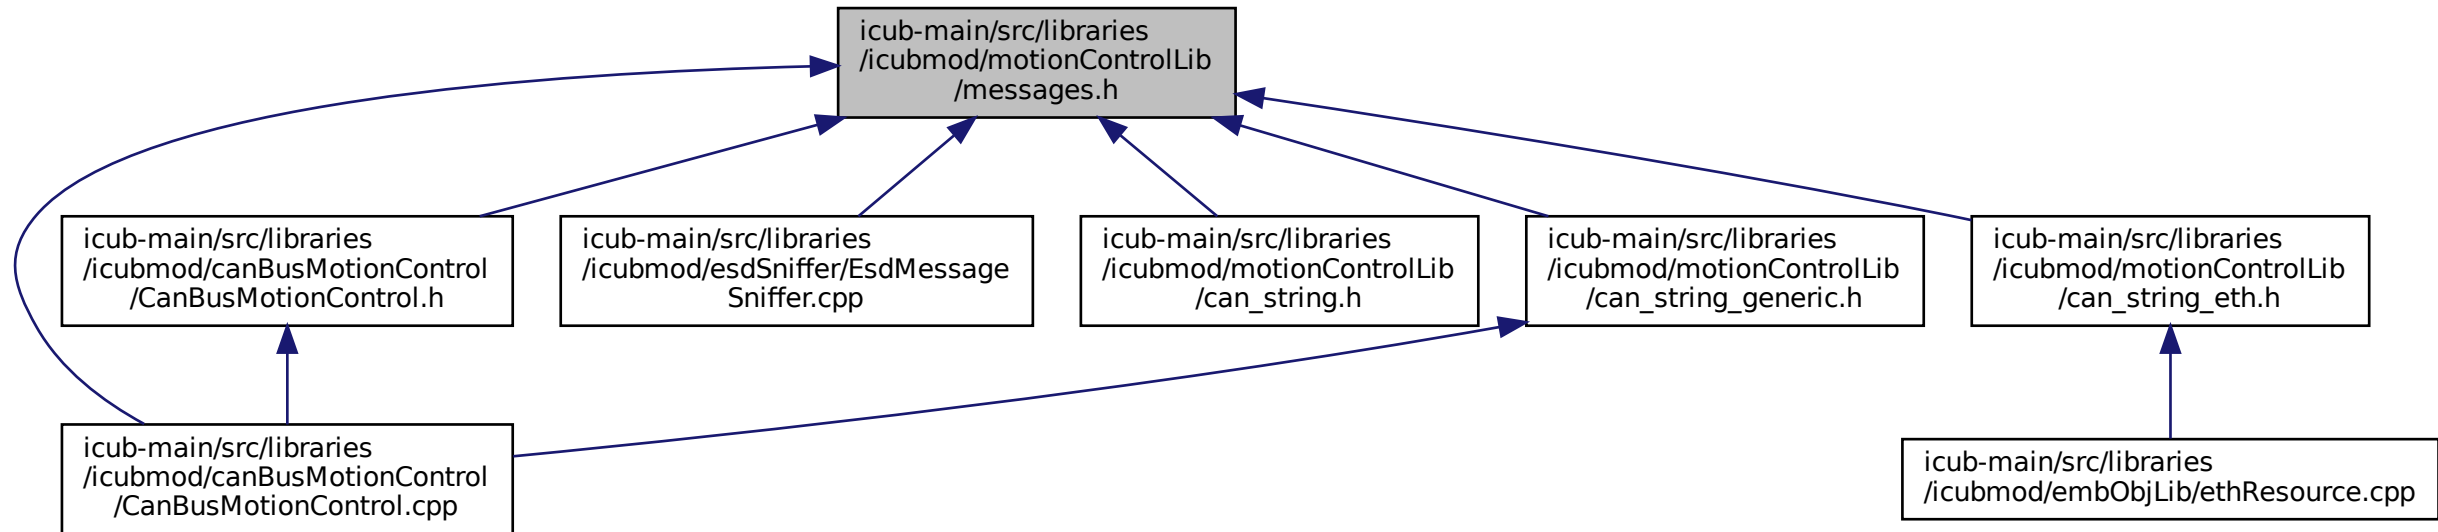 icub-main/src/libraries
/icubmod/motionControlLib
/messages.h
icub-main/src/libraries
/icubmod/canBusMotionControl
/CanBusMotionControl.h
icub-main/src/libraries
/icubmod/esdSniffer/EsdMessage
Sniffer.cpp
icub-main/src/libraries
/icubmod/motionControlLib
/can_string.h
icub-main/src/libraries
/icubmod/motionControlLib
/can_string_generic.h
icub-main/src/libraries
/icubmod/motionControlLib
/can_string_eth.h
icub-main/src/libraries
/icubmod/canBusMotionControl
/CanBusMotionControl.cpp
icub-main/src/libraries
/icubmod/embObjLib/ethResource.cpp